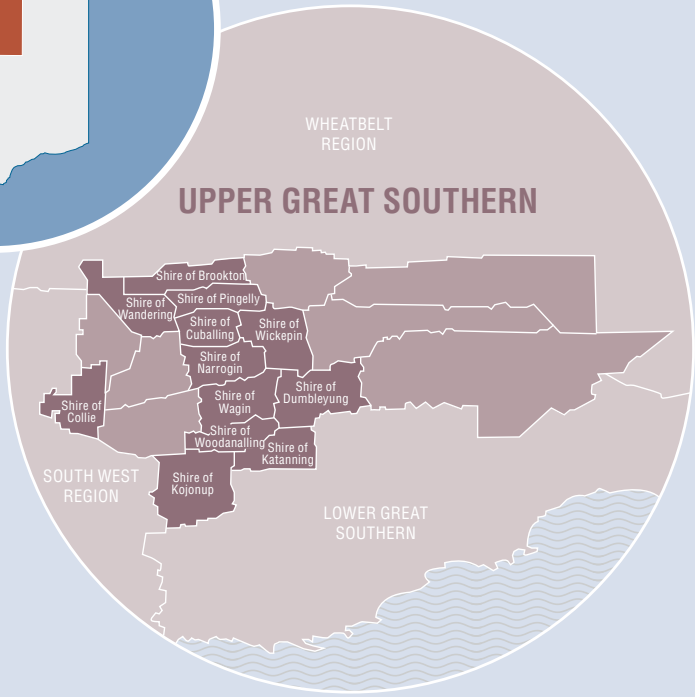 WHEATBELT
REGION
UPPER GREAT SOUTHERN
Shire of Brookton
Shire of
Wandering
Shire of Pingelly
Shire of
Cuballing
Shire of
Wickepin
Shire of
Narrogin
Shire of
Collie
Shire of
Wagin
Shire of
Dumbleyung
Shire of
Woodanalling
Shire of
Katanning
Shire of
Kojonup
SOUTH WEST
REGION
LOWER GREAT
SOUTHERN